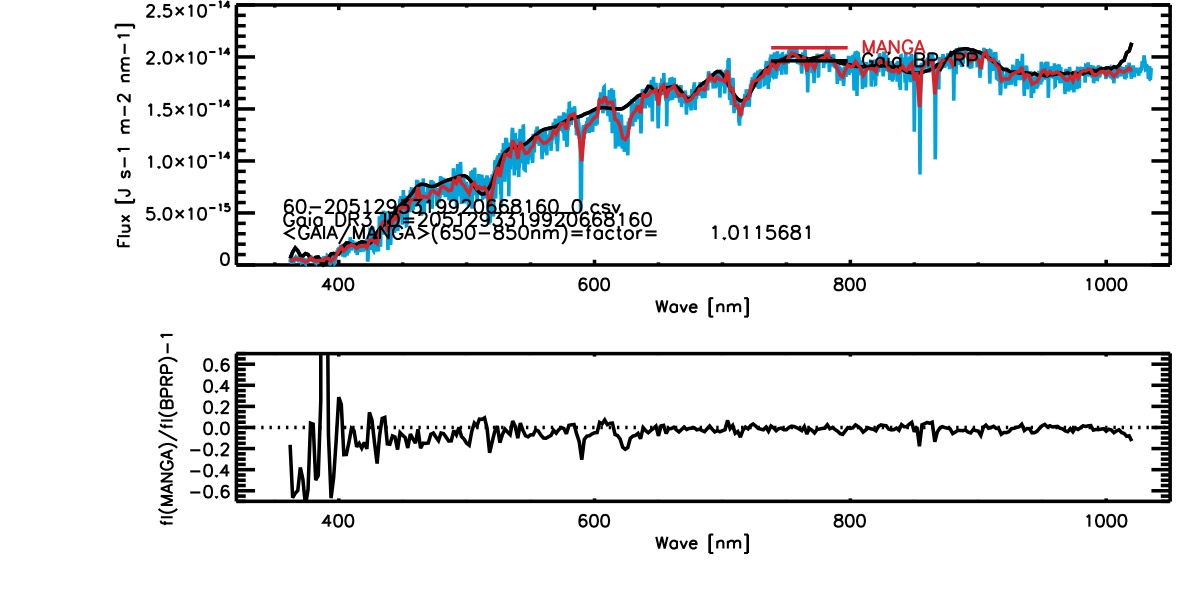 2.5×10⁻¹⁴
2.0×10⁻¹⁴
1.5×10⁻¹⁴
1.0×10⁻¹⁴
5.0×10⁻¹⁵
0
Flux [J s−1 m−2 nm−1]
MANGA
Gaia BP RP
60−2051293319920668160_0.csv
Gaia DR3 ID=2051293319920668160
<GAIA/MANGA>(650−850nm)=factor= 1.0115681
400 600 800 1000
Wave [nm]
0.6
0.4
0.2
0.0
−0.2
−0.4
−0.6
fl(MANGA)/fl(BPRP)−1
400 600 800 1000
Wave [nm]